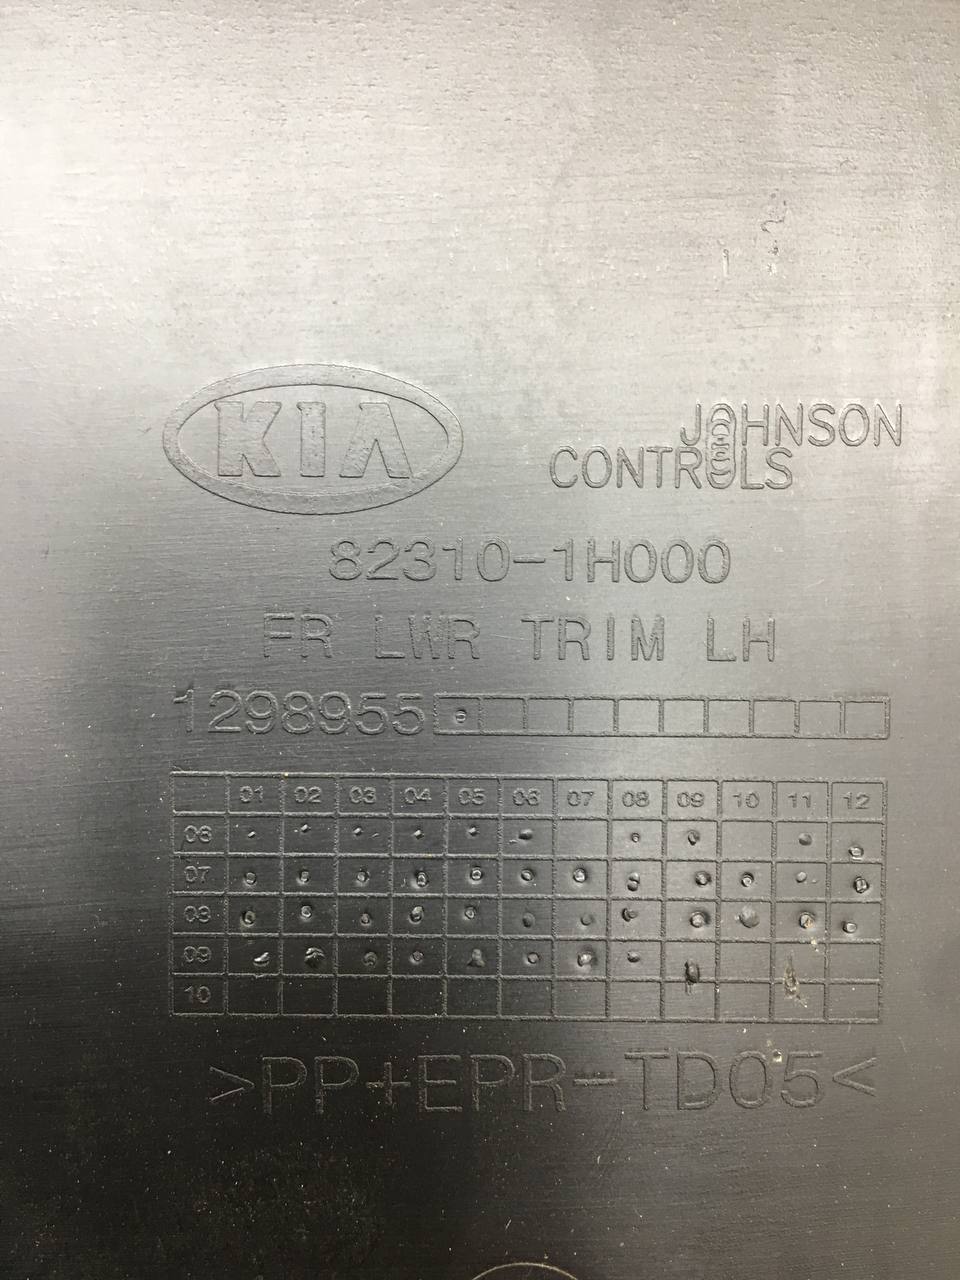 KIA
JOHNSON
CONTROLS
82310-1H000
FR LWR TRIM LH
1298955
01 02 03 04 05 06 07 08 09 10 11 12
06
07
08
09
10
>PP+EPR-TD05<